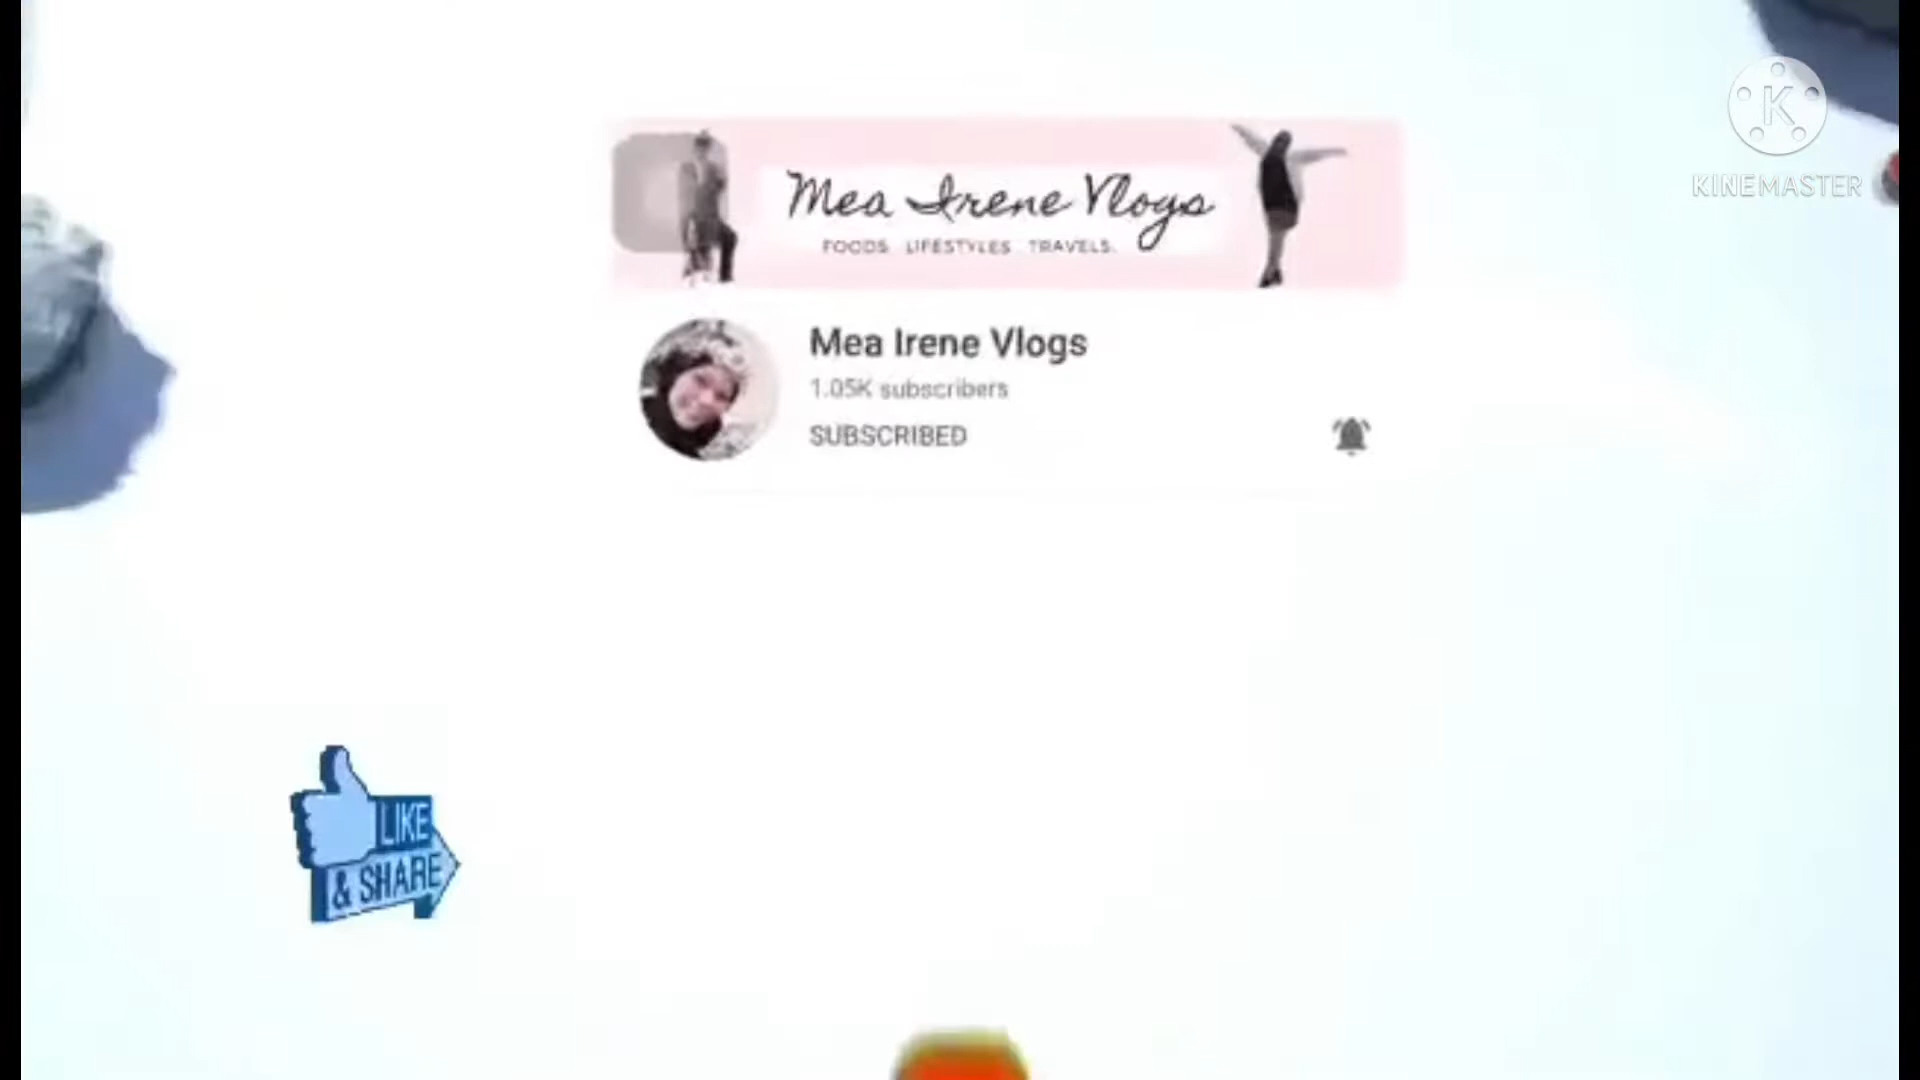 Mea Irene Vlogs
FOODS LIFESTYLES TRAVELS.
K
KINEMASTER
Mea Irene Vlogs
1.05K subscribers
SUBSCRIBED
LIKE
& SHARE